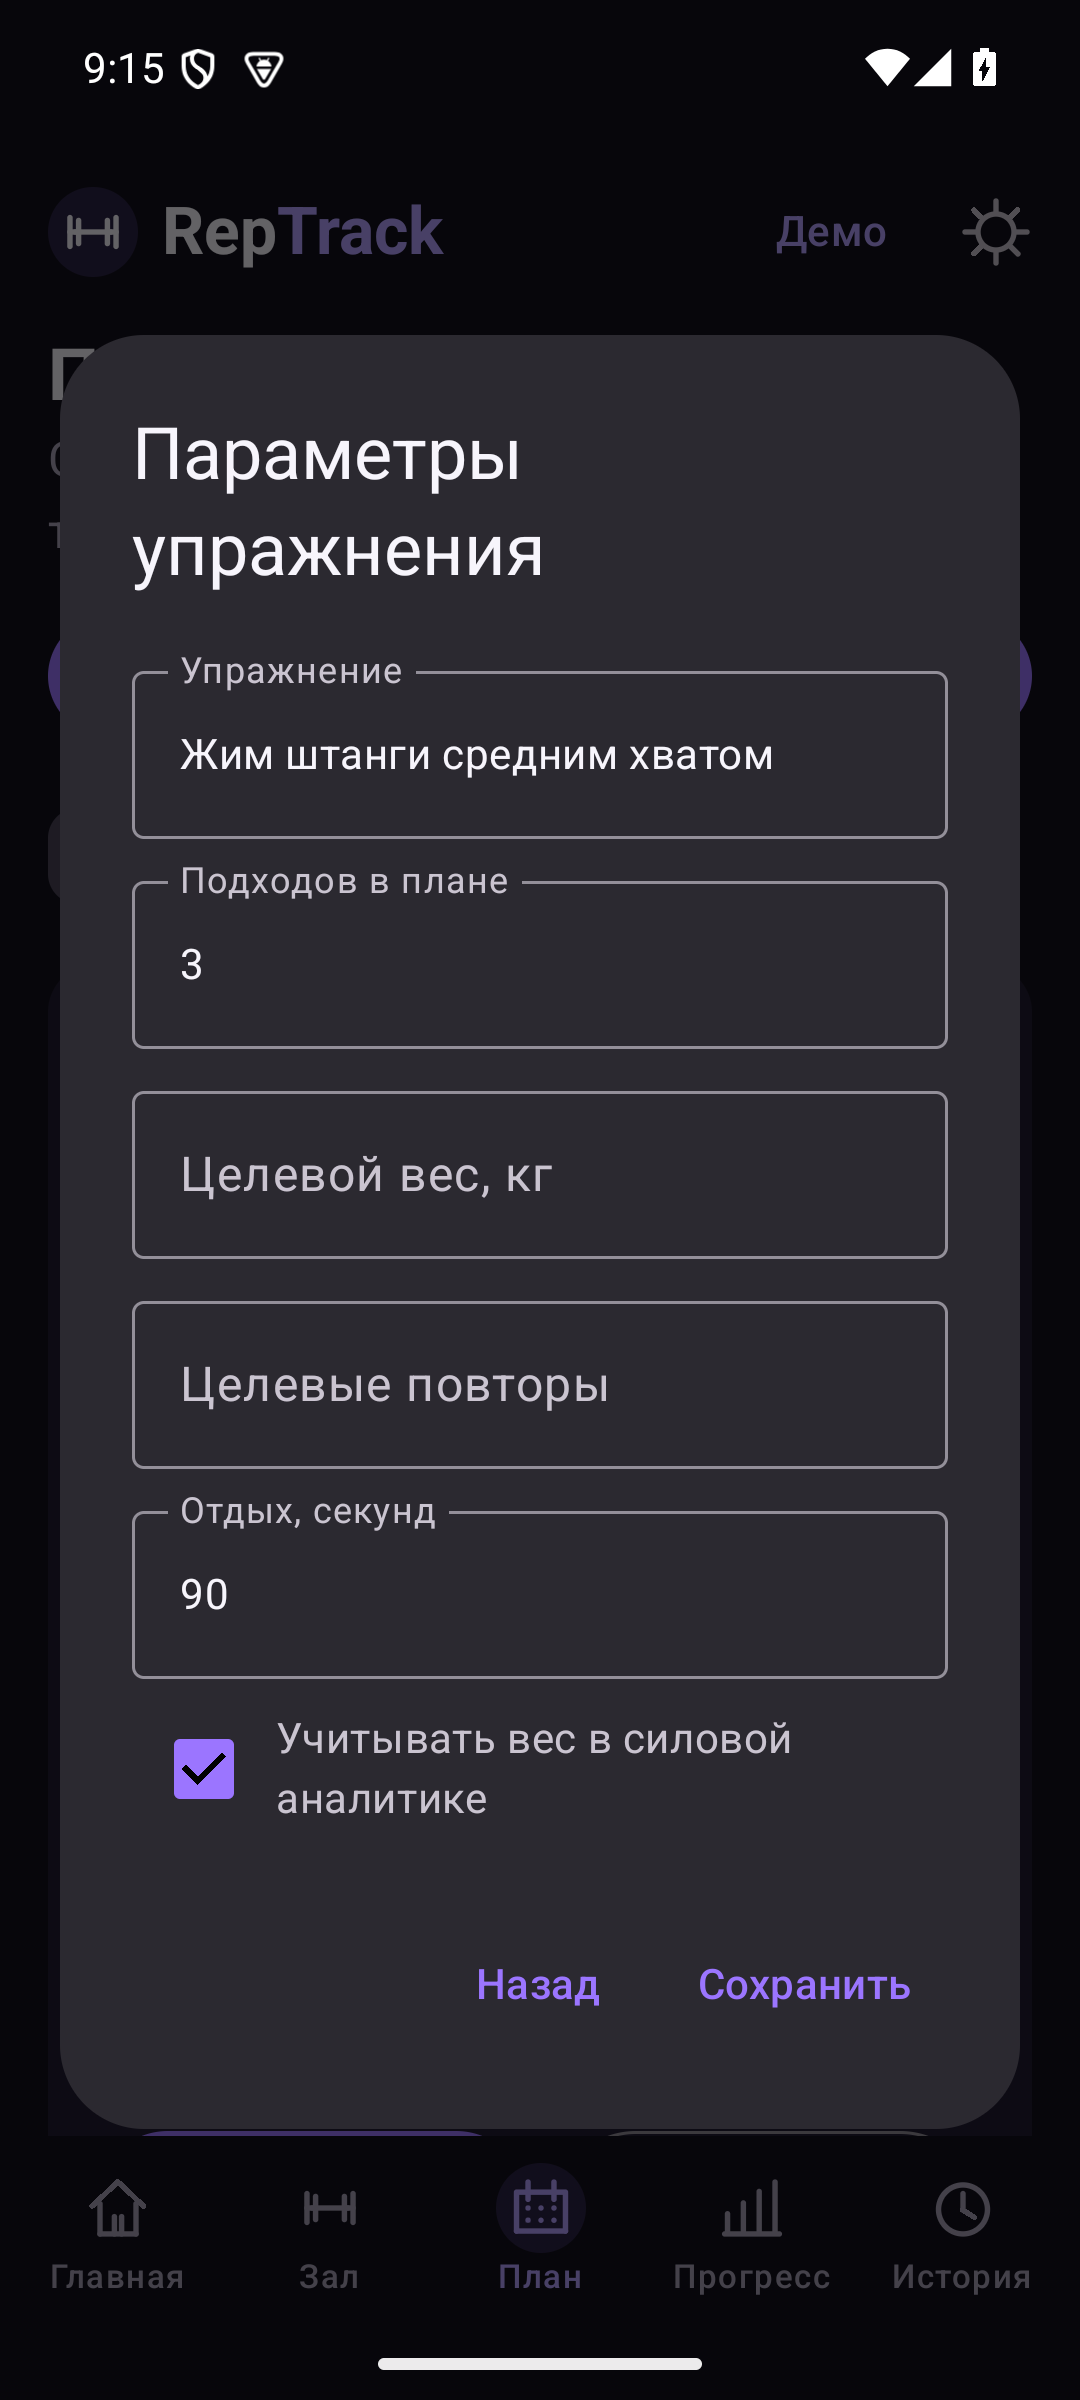 9:15
RepTrack
Демо
Параметры
упражнения
Упражнение
Жим штанги средним хватом
Подходов в плане
3
Целевой вес, кг
Целевые повторы
Отдых, секунд
90
Учитывать вес в силовой
аналитике
Назад
Сохранить
Главная
Зал
План
Прогресс
История